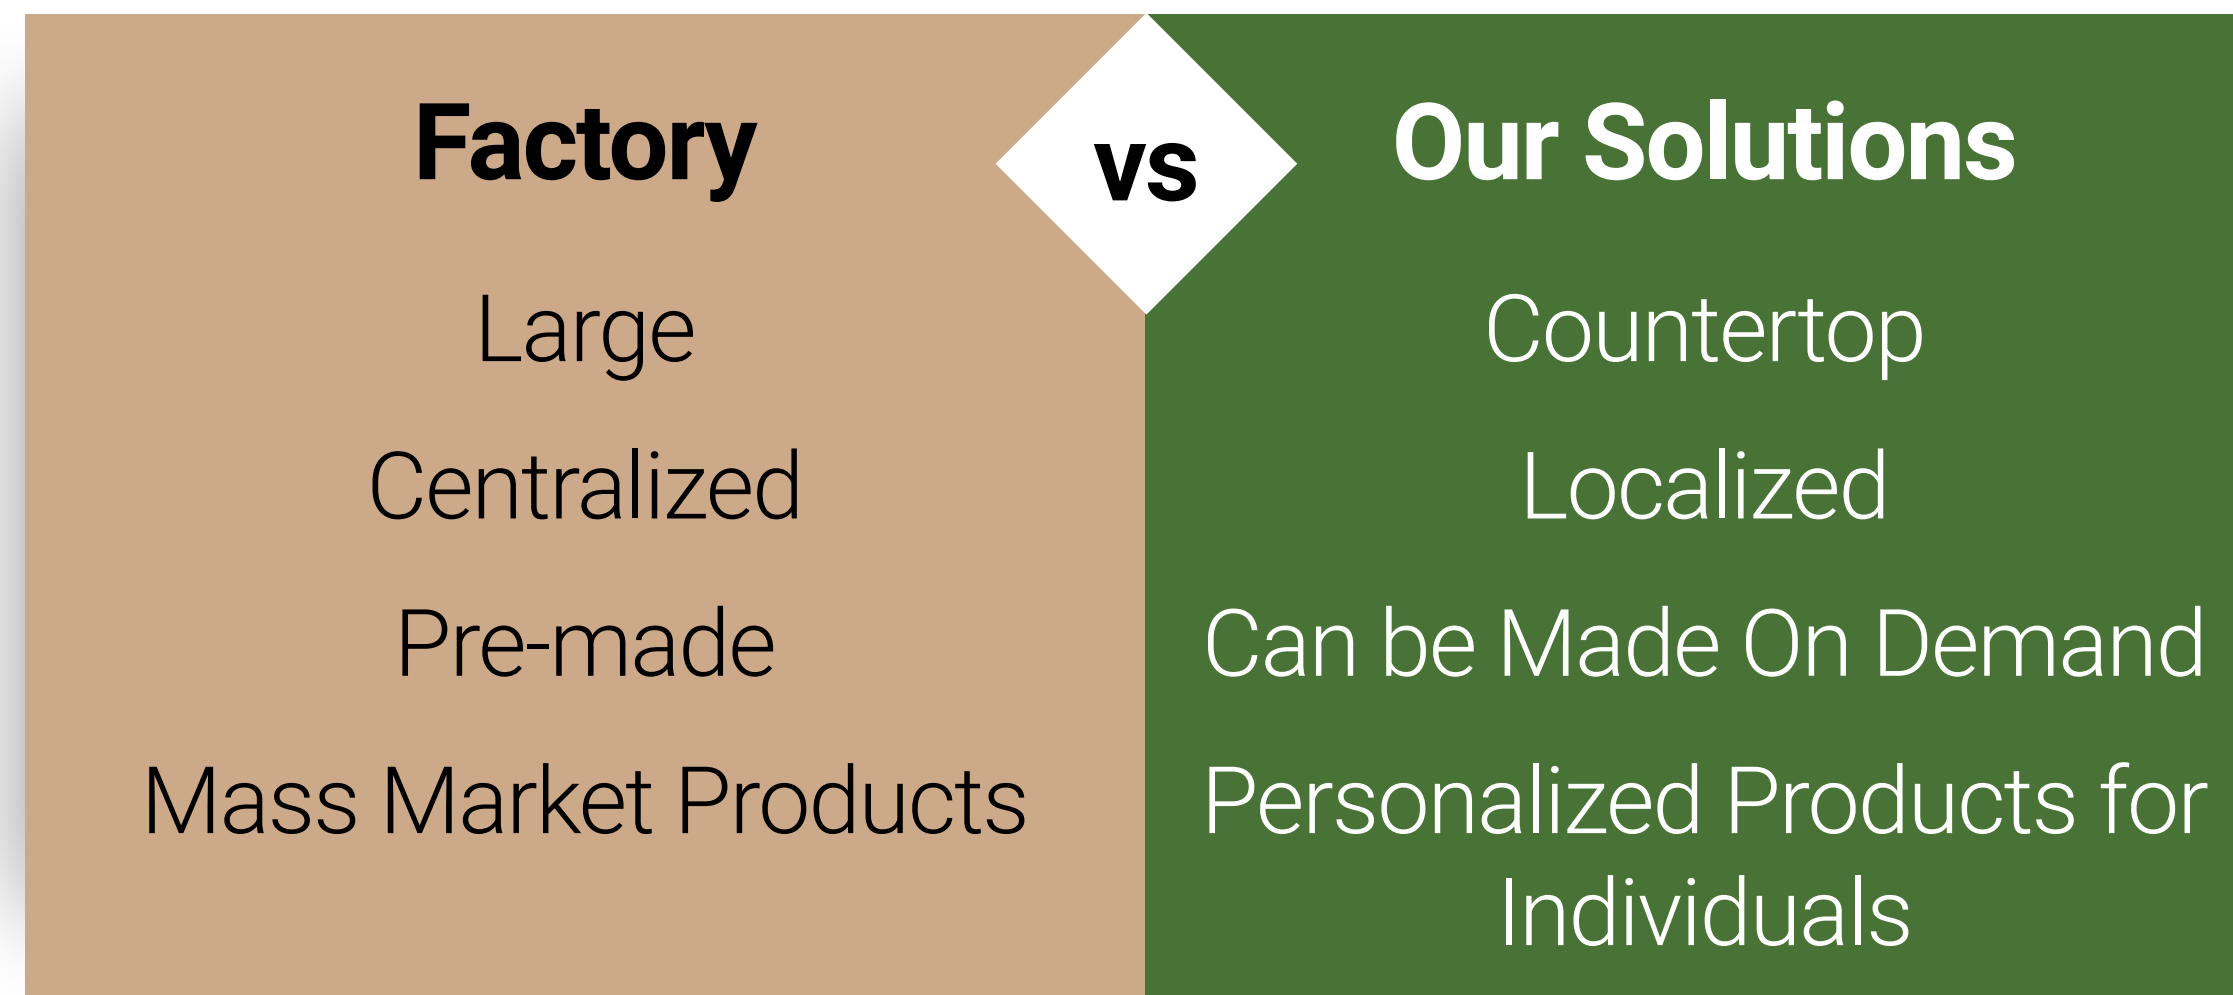 Factory
vs
Our Solutions
Large
Countertop
Centralized
Localized
Pre-made
Can be Made On Demand
Mass Market Products
Personalized Products for
Individuals